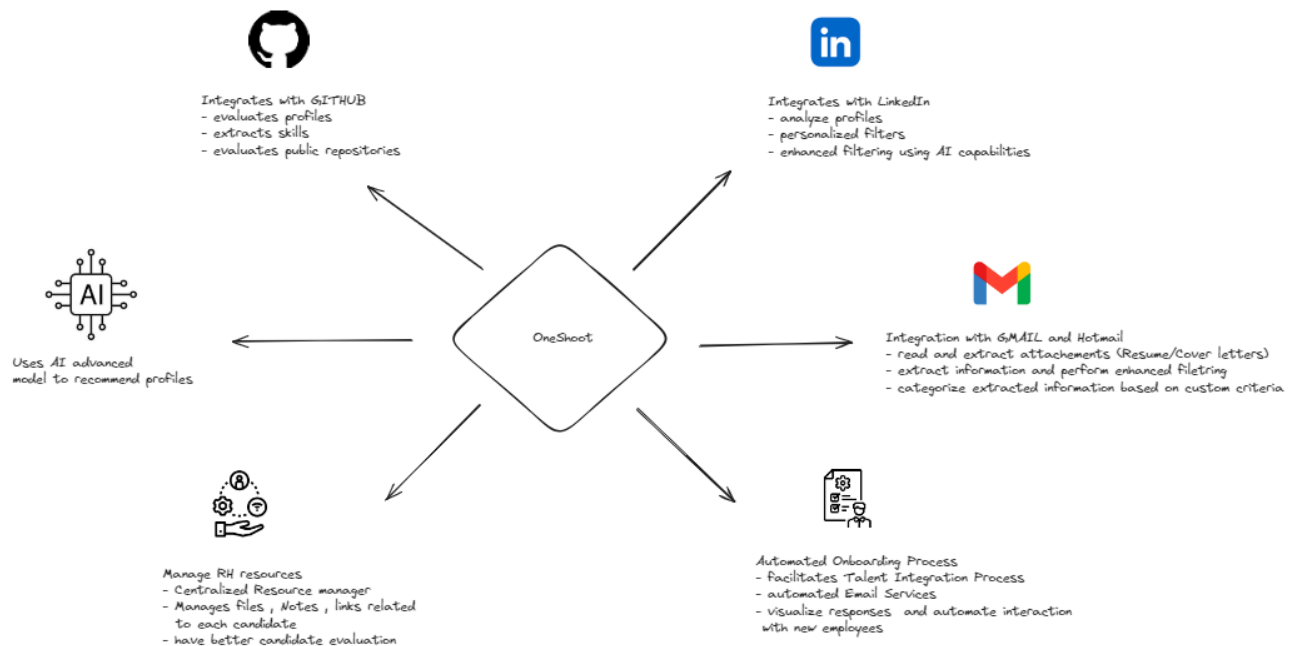 in
Integrates with GITHUB
- evaluates profiles
- extracts skills
- evaluates public repositories
Integrates with LinkedIn
- analyze profiles
- personalized filters
- enhanced filtering using AI capabilities
AI
Uses AI advanced
model to recommend profiles
OneShoot
Integration with GMAIL and Hotmail
- read and extract attachements (Resume/Cover letters)
- extract information and perform enhanced filetring
- categorize extracted information based on custom criteria
Manage RH resources
- Centralized Resource manager
- Manages files , Notes , links related
to each candidate
- have better candidate evaluation
Automated Onboarding Process
- facilitates Talent Integration Process
- automated Email Services
- visualize responses and automate interaction
with new employees